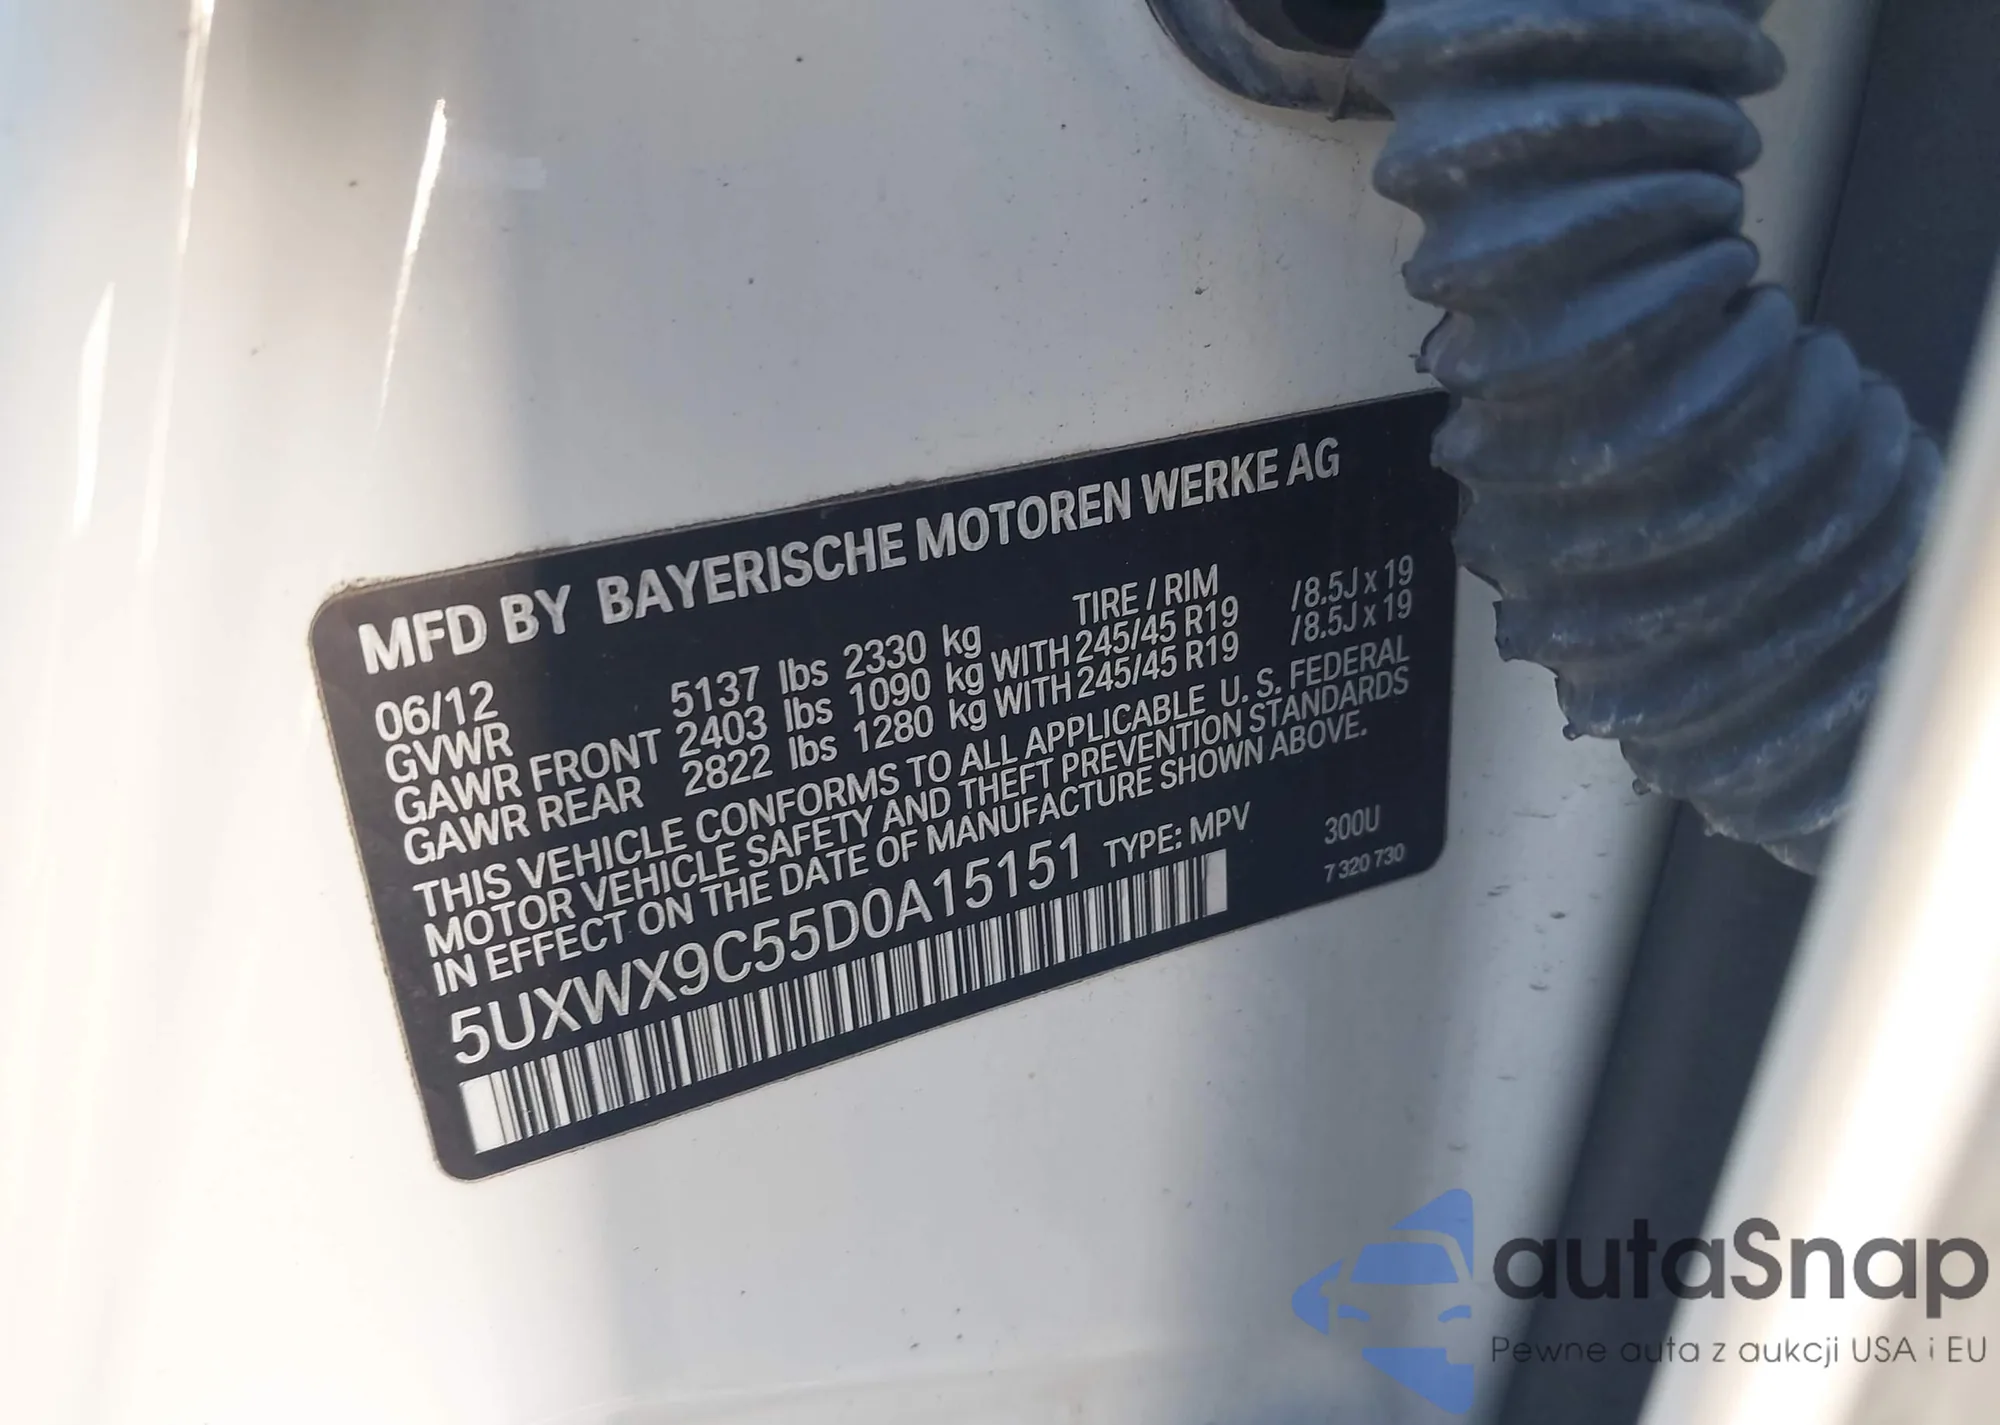 MFD BY BAYERISCHE MOTOREN WERKE AG
06/12 TIRE / RIM
GVWR 5137 lbs 2330 kg
GAWR FRONT 2403 lbs 1090 kg WITH 245/45 R19 /8.5J x 19
GAWR REAR 2822 lbs 1280 kg WITH 245/45 R19 /8.5J x 19
THIS VEHICLE CONFORMS TO ALL APPLICABLE U. S. FEDERAL
MOTOR VEHICLE SAFETY AND THEFT PREVENTION STANDARDS
IN EFFECT ON THE DATE OF MANUFACTURE SHOWN ABOVE.
5UXWX9C55D0A15151 TYPE: MPV 300U
7 320 730
autaSnap
Pewne auta z aukcji USA i EU